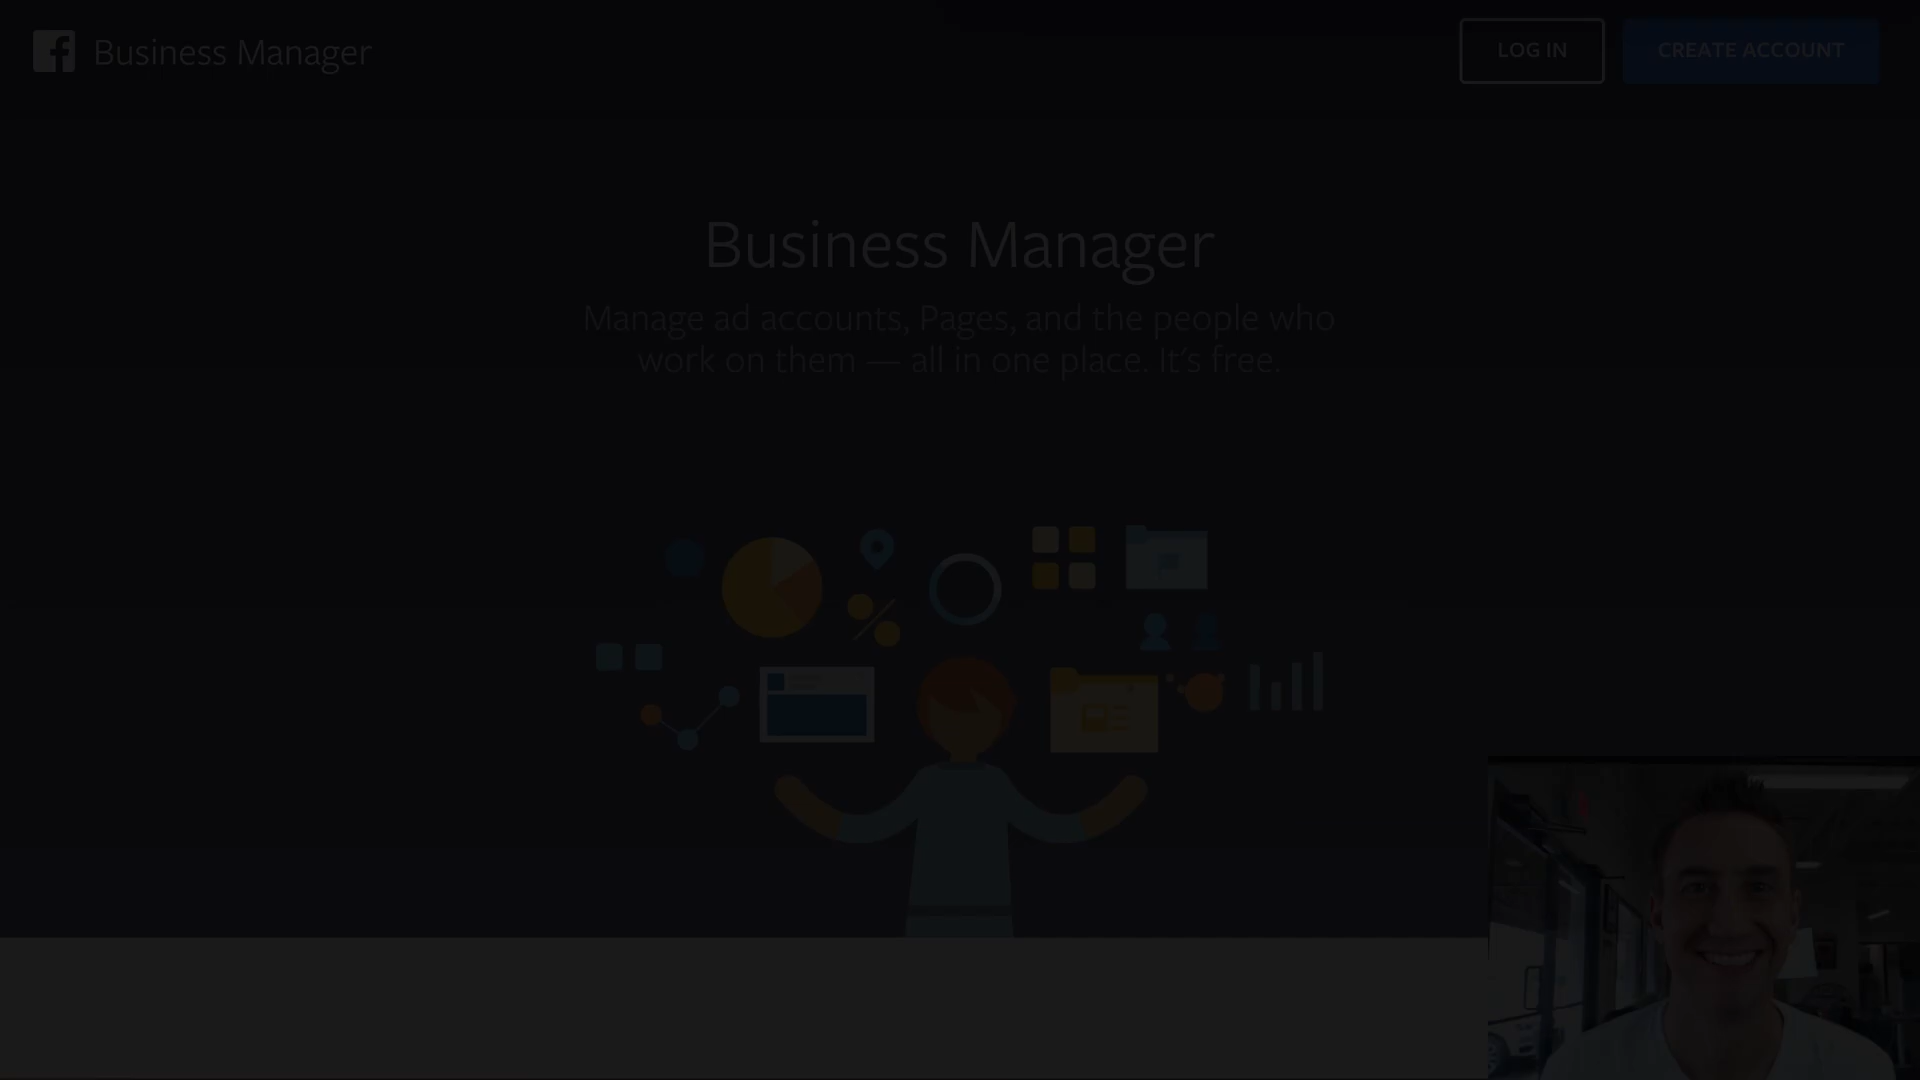 Business Manager
LOG IN
CREATE ACCOUNT
Business Manager
Manage ad accounts, Pages, and the people who
work on them — all in one place. It's free.